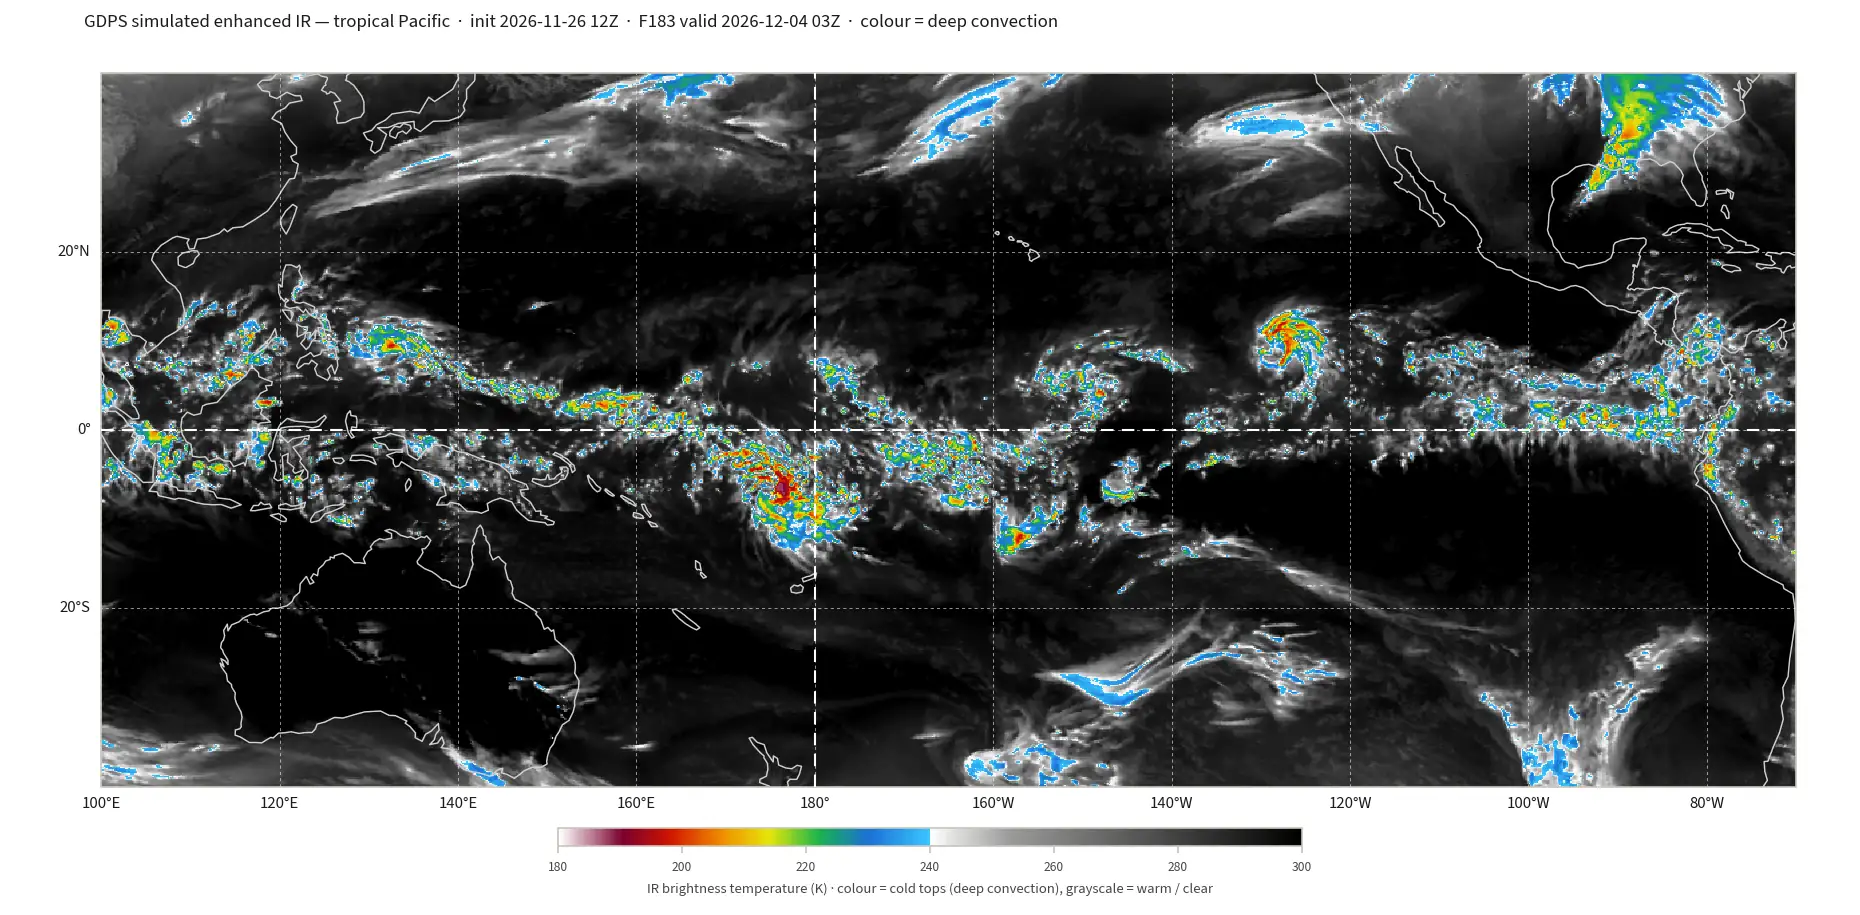 GDPS simulated enhanced IR — tropical Pacific · init 2026-11-26 12Z · F183 valid 2026-12-04 03Z · colour = deep convection
20°N
0°
20°S
100°E 120°E 140°E 160°E 180° 160°W 140°W 120°W 100°W 80°W
180 200 220 240 260 280 300
IR brightness temperature (K) · colour = cold tops (deep convection), grayscale = warm / clear